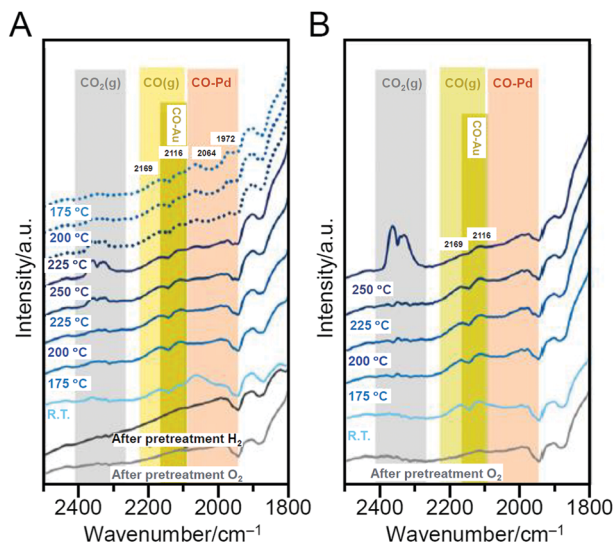 A
CO₂(g)
CO(g)
CO-Pd
CO-Au
1972
2116
2064
2169
175 °C
200 °C
225 °C
250 °C
225 °C
200 °C
175 °C
R.T.
After pretreatment H₂
After pretreatment O₂
Intensity/a.u.
2400 2200 2000 1800
Wavenumber/cm⁻¹
B
CO₂(g)
CO(g)
CO-Pd
CO-Au
2169
2116
250 °C
225 °C
200 °C
175 °C
R.T.
After pretreatment O₂
Intensity/a.u.
2400 2200 2000 1800
Wavenumber/cm⁻¹